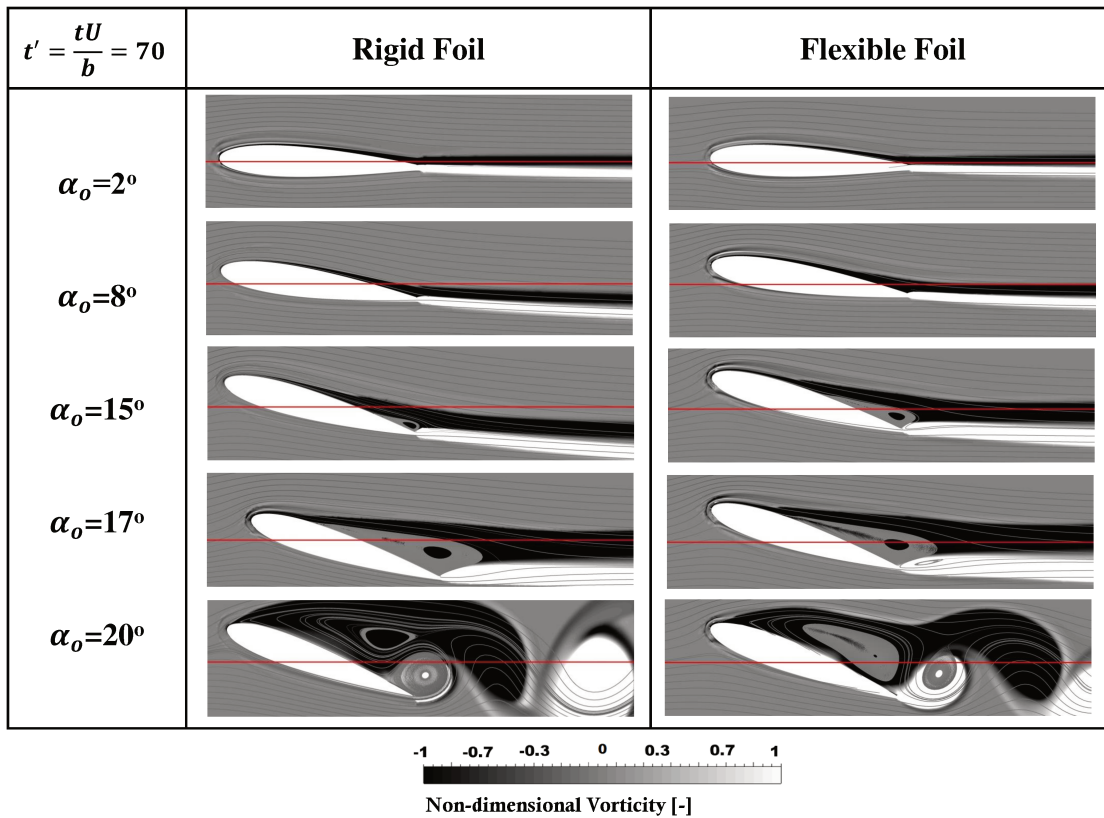 t′ = tU/b = 70
Rigid Foil
Flexible Foil
αₒ=2º
αₒ=8º
αₒ=15º
αₒ=17º
αₒ=20º
-1 -0.7 -0.3 0 0.3 0.7 1
Non-dimensional Vorticity [-]